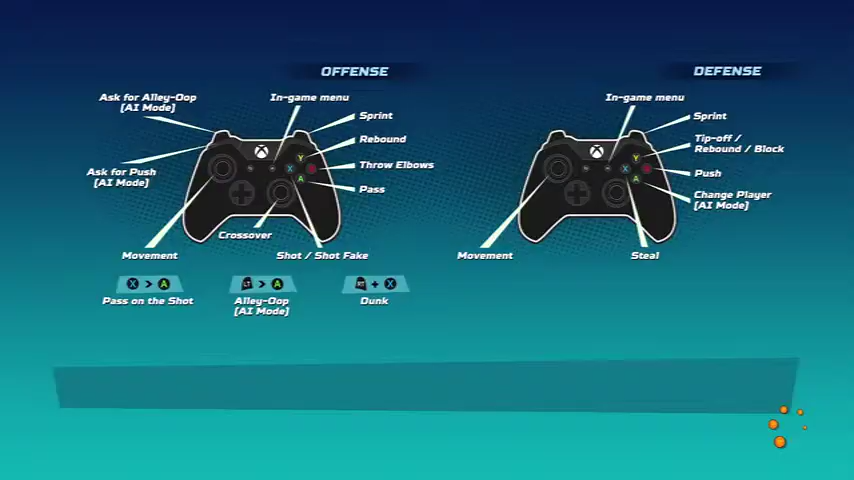 OFFENSE
Ask for Alley-Oop
[AI Mode]
In-game menu
Sprint
Rebound
Ask for Push
[AI Mode]
Throw Elbows
Pass
Crossover
Movement
Shot / Shot Fake
Y
X
A
X > A
Pass on the Shot
LT > A
Alley-Oop
[AI Mode]
RT + X
Dunk
DEFENSE
In-game menu
Sprint
Tip-off /
Rebound / Block
Push
Change Player
[AI Mode]
Movement
Steal
Y
X
A